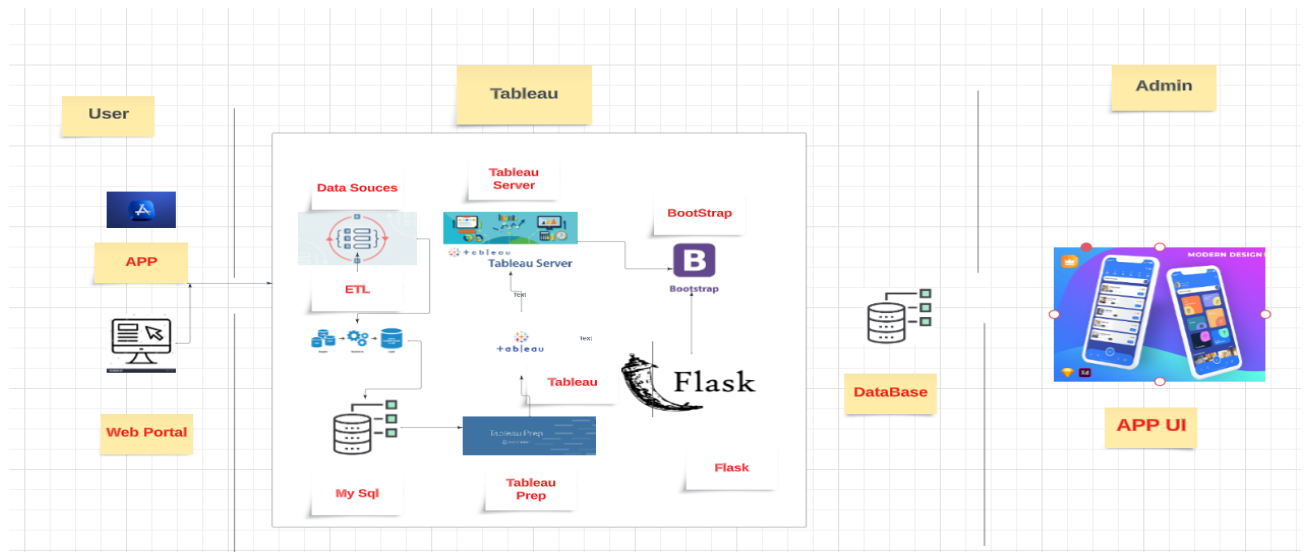 User
Tableau
Admin
APP
Web Portal
Data Souces
ETL
My Sql
Tableau
Server
+tableau
Tableau Server
Text
+tableau
Text
Tableau
Tableau Prep
Tableau
Prep
BootStrap
B
Bootstrap
Flask
Flask
DataBase
MODERN DESIGN
APP UI